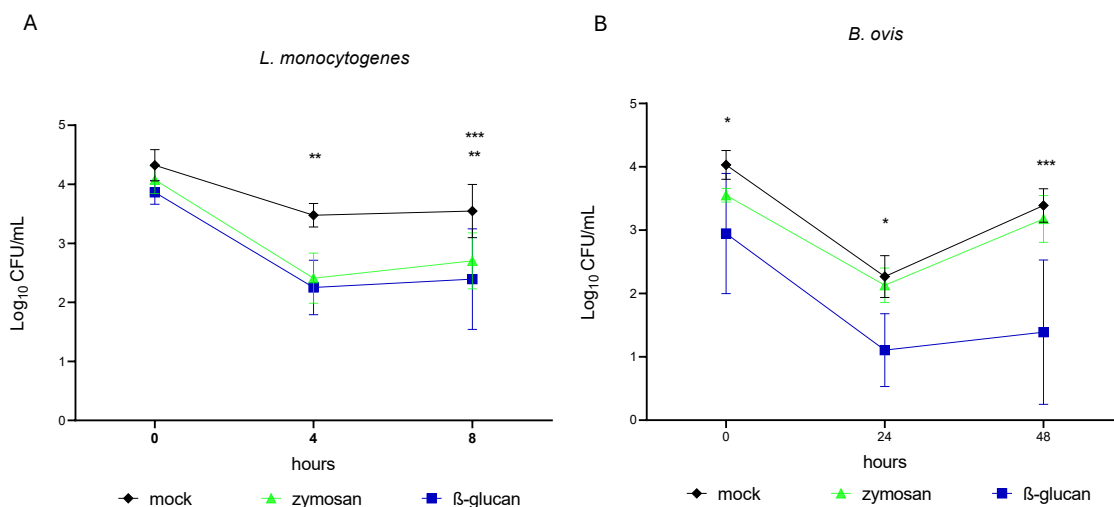 A
L. monocytogenes
Log10 CFU/mL
5
4
3
2
1
0
**
***
**
0 4 8
hours
mock zymosan ß-glucan
B
B. ovis
Log10 CFU/mL
5
4
3
2
1
0
*
*
***
0 24 48
hours
mock zymosan ß-glucan